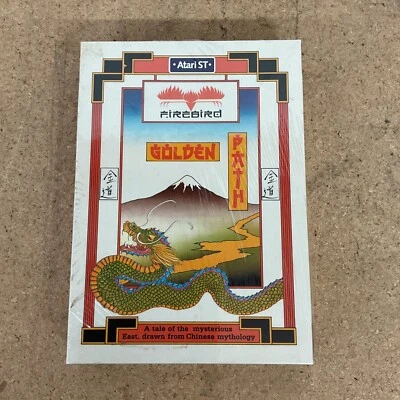 • Atari ST •
FIREBIRD
GOLDEN
PATH
金道
金道
A tale of the mysterious
East, drawn from Chinese mythology